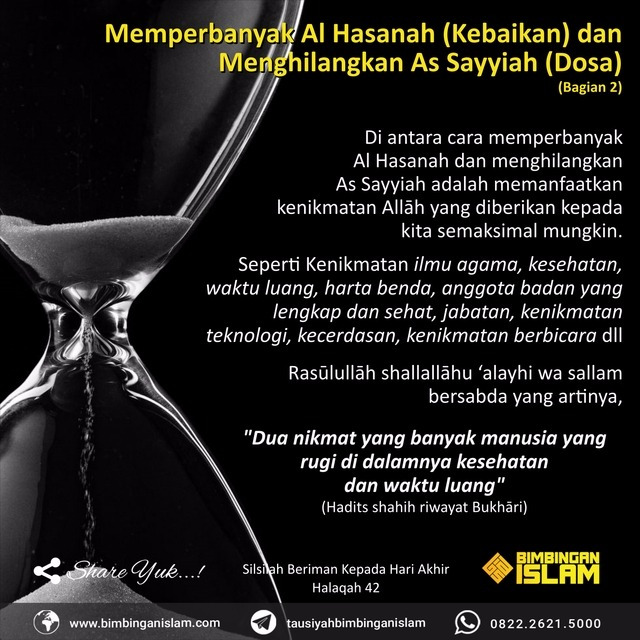 Memperbanyak Al Hasanah (Kebaikan) dan
Menghilangkan As Sayyiah (Dosa)
(Bagian 2)
Di antara cara memperbanyak
Al Hasanah dan menghilangkan
As Sayyiah adalah memanfaatkan
kenikmatan Allāh yang diberikan kepada
kita semaksimal mungkin.
Seperti Kenikmatan ilmu agama, kesehatan,
waktu luang, harta benda, anggota badan yang
lengkap dan sehat, jabatan, kenikmatan
teknologi, kecerdasan, kenikmatan berbicara dll
Rasūlullāh shallallāhu ‘alayhi wa sallam
bersabda yang artinya,
"Dua nikmat yang banyak manusia yang
rugi di dalamnya kesehatan
dan waktu luang"
(Hadits shahih riwayat Bukhāri)
Share Yuk...!
Silsilah Beriman Kepada Hari Akhir
Halaqah 42
BIMBINGAN
ISLAM
www.bimbinganislam.com
tausiyahbimbinganislam
0822.2621.5000